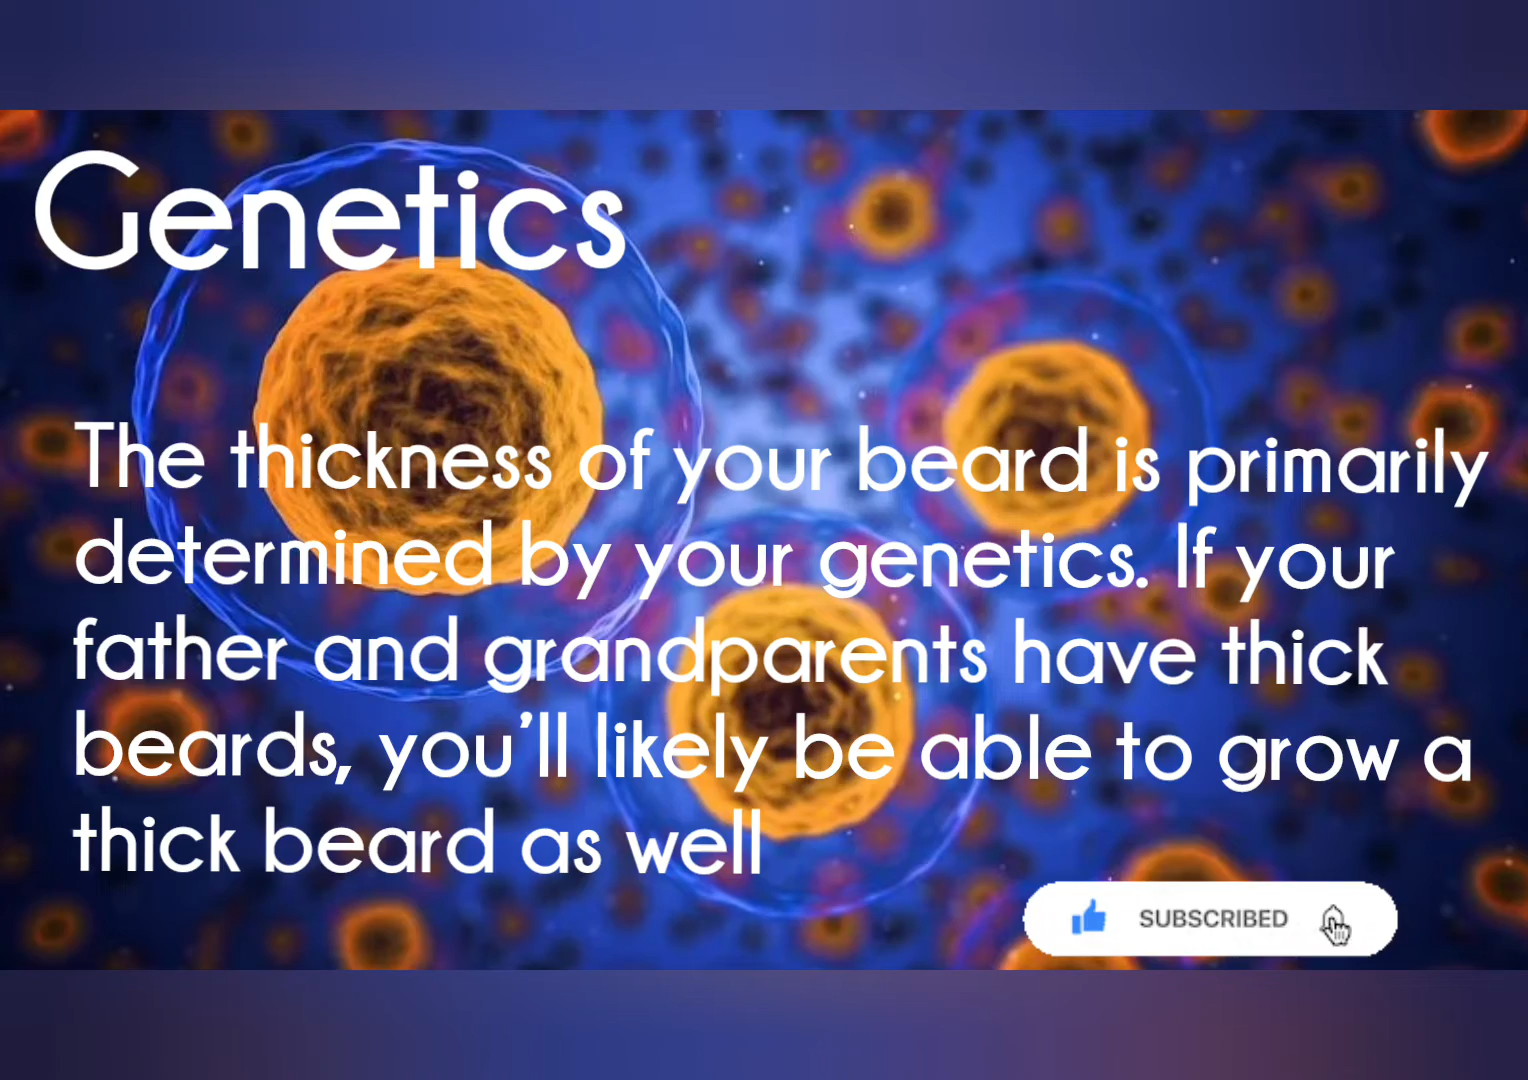 Genetics
The thickness of your beard is primarily
determined by your genetics. If your
father and grandparents have thick
beards, you'll likely be able to grow a
thick beard as well
SUBSCRIBED